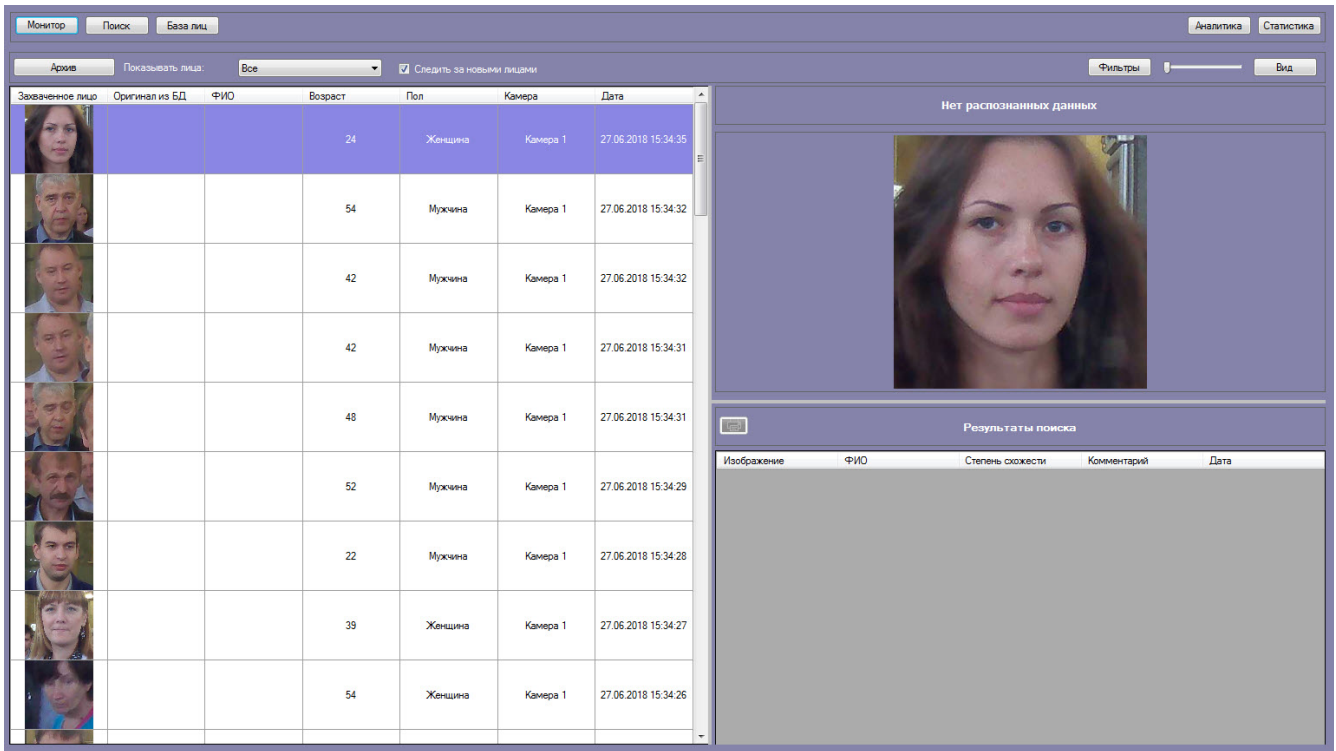 Монитор Поиск База лиц Аналитика Статистика
Архив Показывать лица: Все Следить за новыми лицами Фильтры Вид
Захваченное лицо Оригинал из БД ФИО Возраст Пол Камера Дата
Нет распознанных данных
24 Женщина Камера 1 27.06.2018 15:34:35
54 Мужчина Камера 1 27.06.2018 15:34:32
42 Мужчина Камера 1 27.06.2018 15:34:32
42 Мужчина Камера 1 27.06.2018 15:34:31
48 Мужчина Камера 1 27.06.2018 15:34:31
Результаты поиска
Изображение ФИО Степень схожести Комментарий Дата
52 Мужчина Камера 1 27.06.2018 15:34:29
22 Мужчина Камера 1 27.06.2018 15:34:28
39 Женщина Камера 1 27.06.2018 15:34:27
54 Женщина Камера 1 27.06.2018 15:34:26